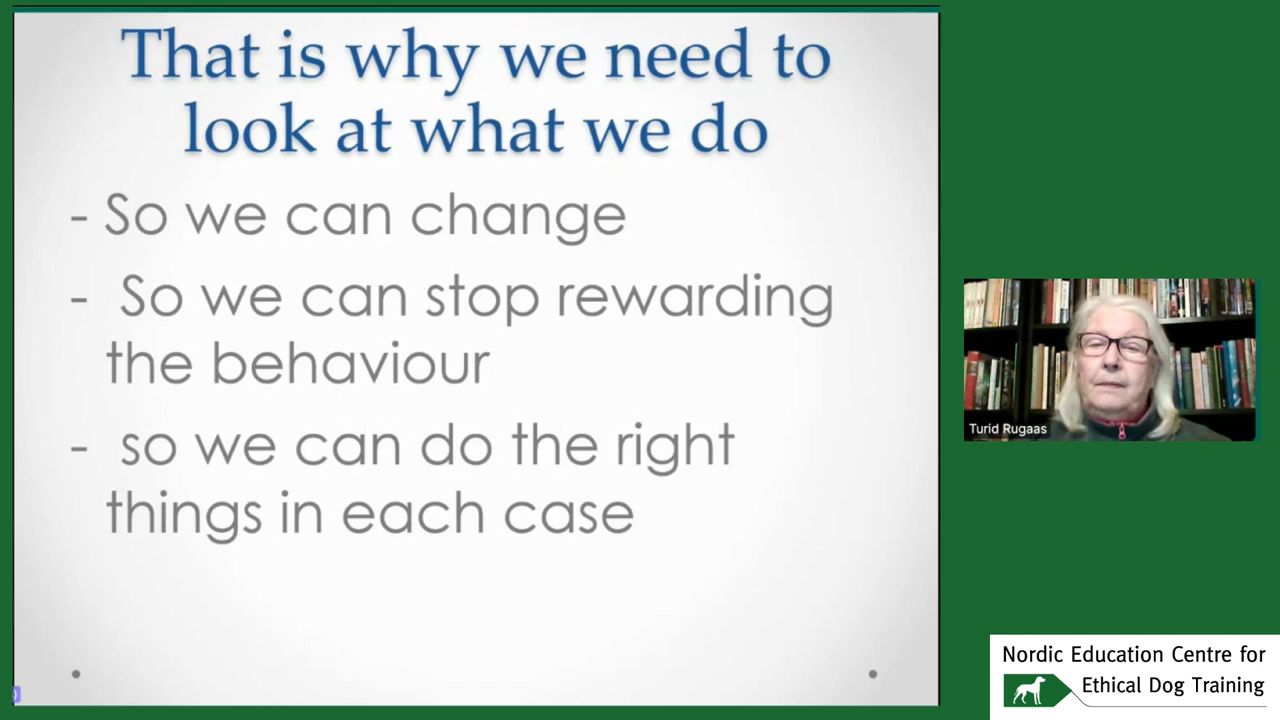 That is why we need to
look at what we do
- So we can change
- So we can stop rewarding
the behaviour
- so we can do the right
things in each case
Turid Rugaas
Nordic Education Centre for
Ethical Dog Training